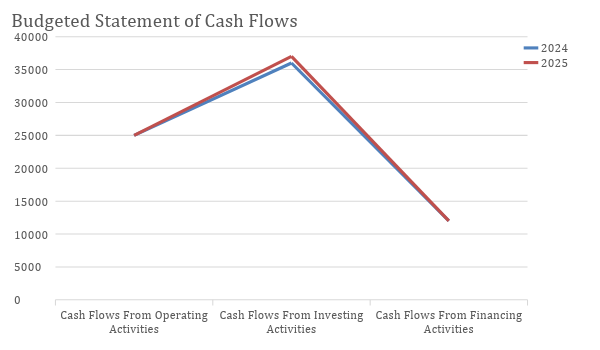 Budgeted Statement of Cash Flows
40000
35000
30000
25000
20000
15000
10000
5000
0
2024
2025
Cash Flows From Operating
Activities
Cash Flows From Investing
Activities
Cash Flows From Financing
Activities